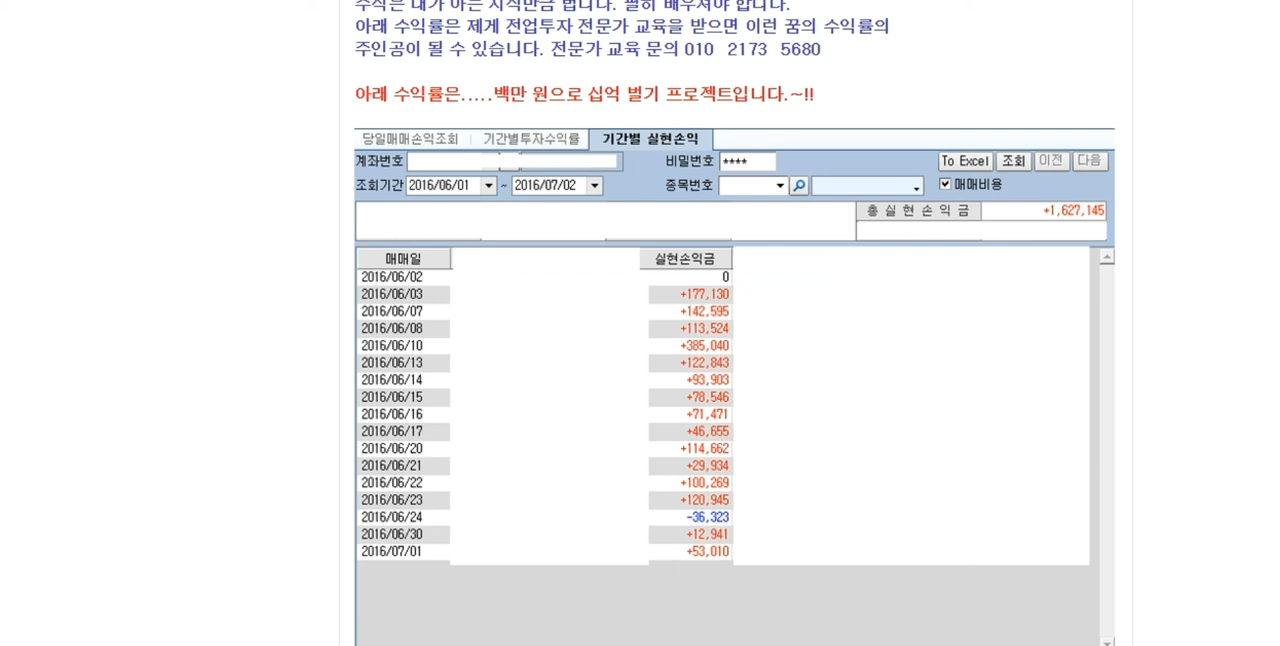 주식은 내가 아는 지식만큼 법니다. 필히 배우셔야 합니다.
아래 수익률은 제게 전업투자 전문가 교육을 받으면 이런 꿈의 수익률의
주인공이 될 수 있습니다. 전문가 교육 문의 010 2173 5680
아래 수익률은.....백만 원으로 십억 벌기 프로젝트입니다.~!!
당일매매손익조회 기간별투자수익률 기간별 실현손익
계좌번호 비밀번호 **** To Excel 조회 이전 다음
조회기간 2016/06/01 ~ 2016/07/02 종목번호 매매비용
총 실 현 손 익 금 +1,627,145
매매일 실현손익금
2016/06/02 0
2016/06/03 +177,130
2016/06/07 +142,595
2016/06/08 +113,524
2016/06/10 +385,040
2016/06/13 +122,843
2016/06/14 +93,903
2016/06/15 +78,546
2016/06/16 +71,471
2016/06/17 +46,655
2016/06/20 +114,662
2016/06/21 +29,934
2016/06/22 +100,269
2016/06/23 +120,945
2016/06/24 -36,323
2016/06/30 +12,941
2016/07/01 +53,010